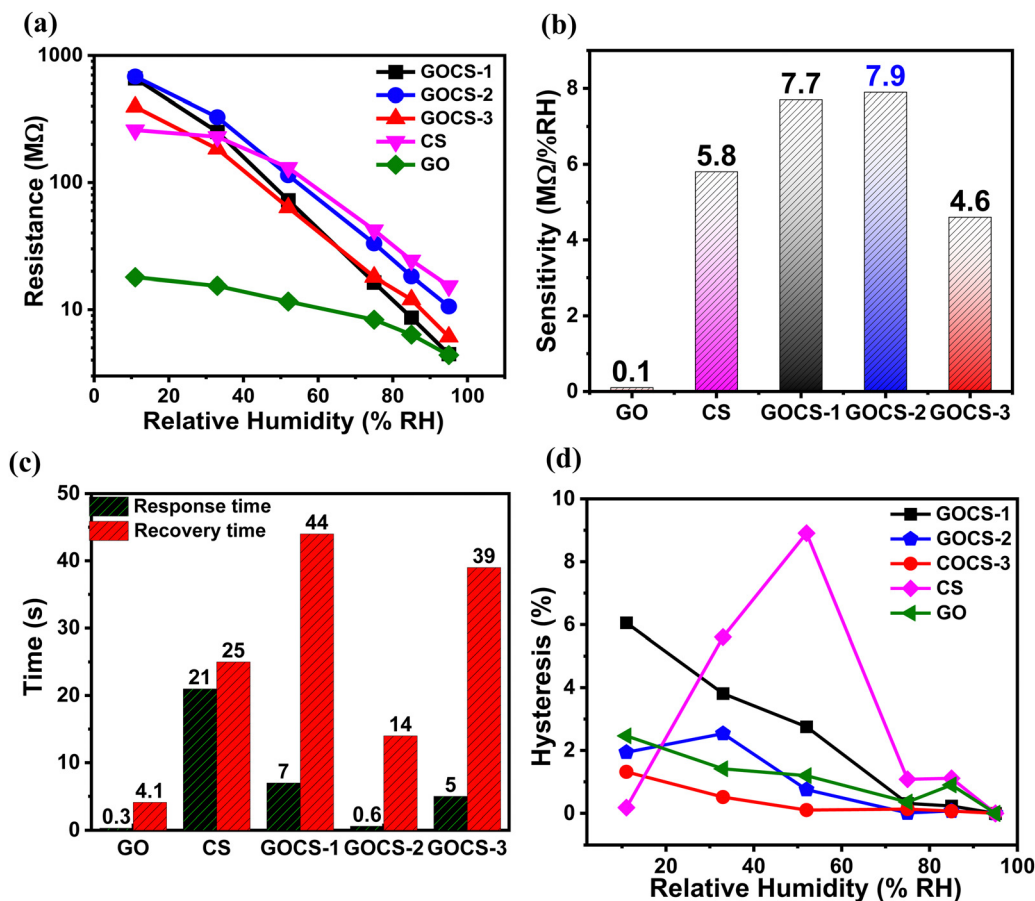 (a)
1000
100
10
Resistance (MΩ)
GOCS-1
GOCS-2
GOCS-3
CS
GO
0 20 40 60 80 100
Relative Humidity (% RH)
(b)
8
6
4
2
0
Sensitivity (MΩ/%RH)
0.1
5.8
7.7
7.9
4.6
GO CS GOCS-1 GOCS-2 GOCS-3
(c)
50
40
30
20
10
0
Time (s)
Response time
Recovery time
0.3 4.1
21 25
7 44
0.6 14
5 39
GO CS GOCS-1 GOCS-2 GOCS-3
(d)
10
8
6
4
2
0
Hysteresis (%)
GOCS-1
GOCS-2
COCS-3
CS
GO
20 40 60 80 100
Relative Humidity (% RH)